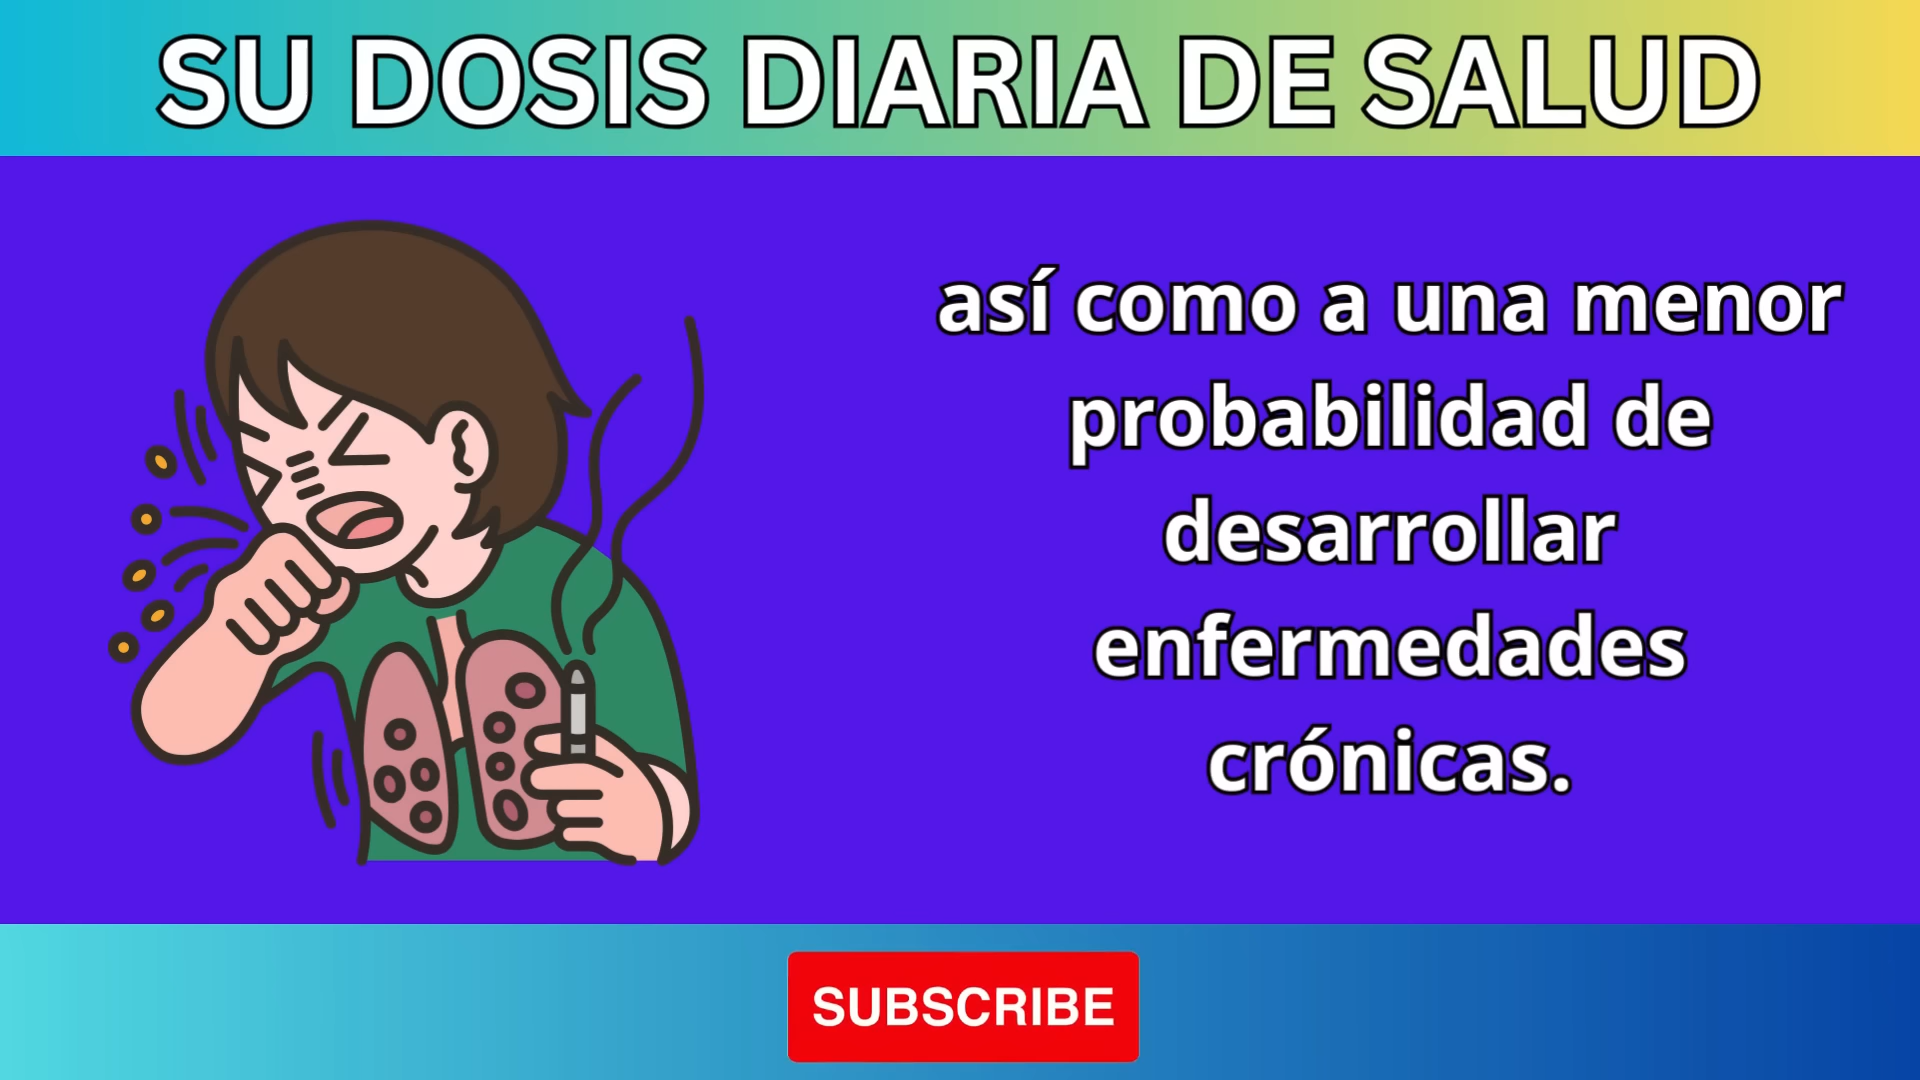 SU DOSIS DIARIA DE SALUD
así como a una menor
probabilidad de
desarrollar
enfermedades
crónicas.
SUBSCRIBE